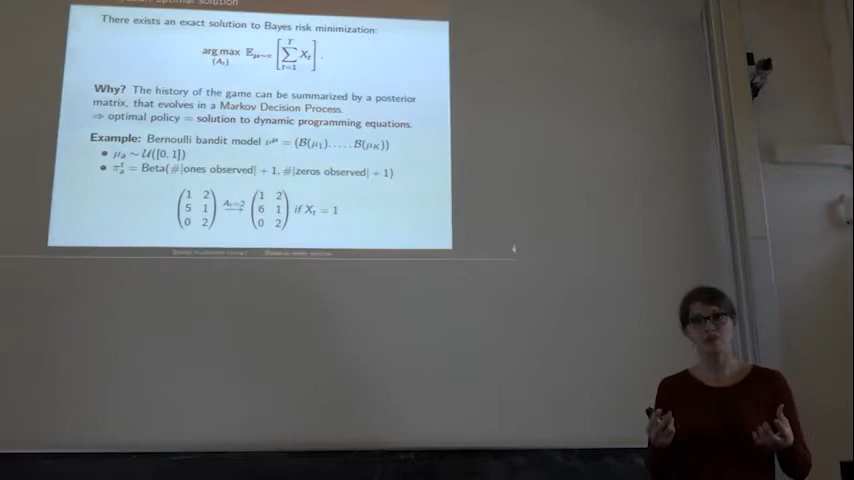 optimal solution
There exists an exact solution to Bayes risk minimization:
arg max E_{μ∼π} [ ∑_{t=1}^{T} X_t ] .
(A_t)
Why? The history of the game can be summarized by a posterior
matrix, that evolves in a Markov Decision Process.
⇒ optimal policy = solution to dynamic programming equations.
Example: Bernoulli bandit model ν^μ = (B(μ_1), . . . , B(μ_K))
• μ_a ∼ U([0, 1])
• π_a^t = Beta(#|ones observed| + 1, #|zeros observed| + 1)
1 2 1 2
5 1 A_t=2 → 6 1 if X_t = 1
0 2 0 2